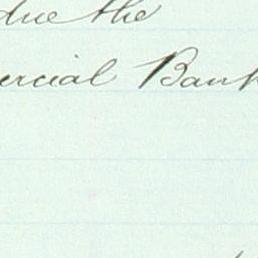 due the
ercial Bank